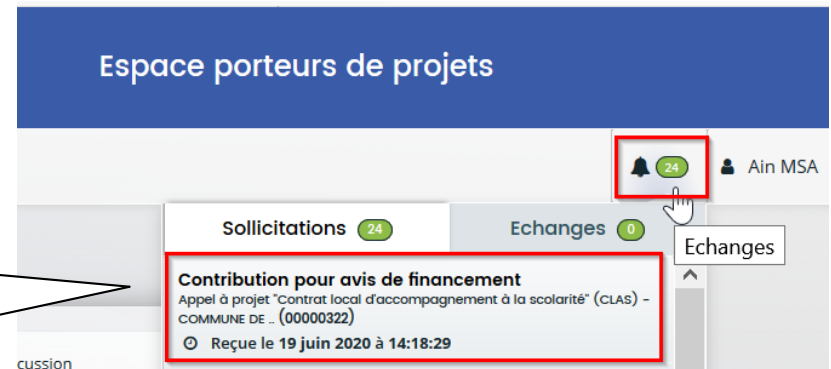 Espace porteurs de projets
24 Ain MSA
Sollicitations 24 Echanges 0
Echanges
Contribution pour avis de financement
Appel à projet "Contrat local d'accompagnement à la scolarité" (CLAS) -
COMMUNE DE .. (00000322)
Reçue le 19 juin 2020 à 14:18:29
cussion